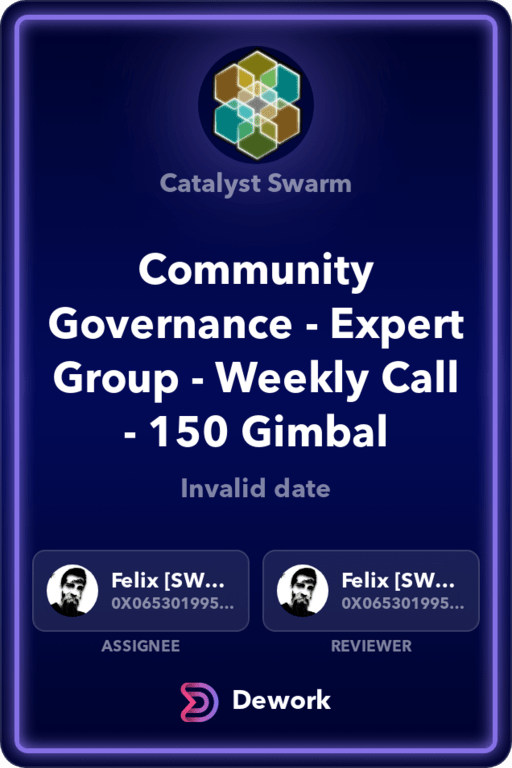 Catalyst Swarm
Community
Governance - Expert
Group - Weekly Call
- 150 Gimbal
Invalid date
Felix [SW...
0X065301995...
ASSIGNEE
Felix [SW...
0X065301995...
REVIEWER
Dework